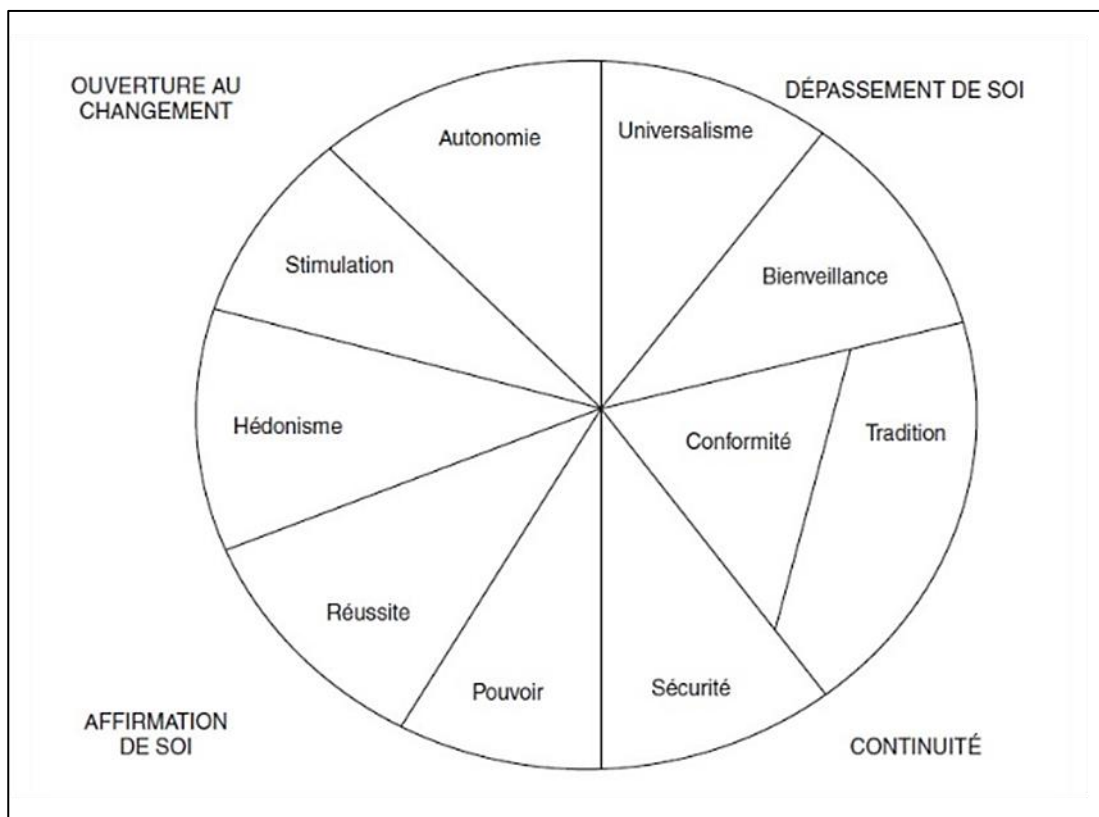 OUVERTURE AU
CHANGEMENT
DÉPASSEMENT DE SOI
Autonomie
Universalisme
Stimulation
Bienveillance
Hédonisme
Conformité
Tradition
Réussite
Pouvoir
Sécurité
AFFIRMATION
DE SOI
CONTINUITÉ